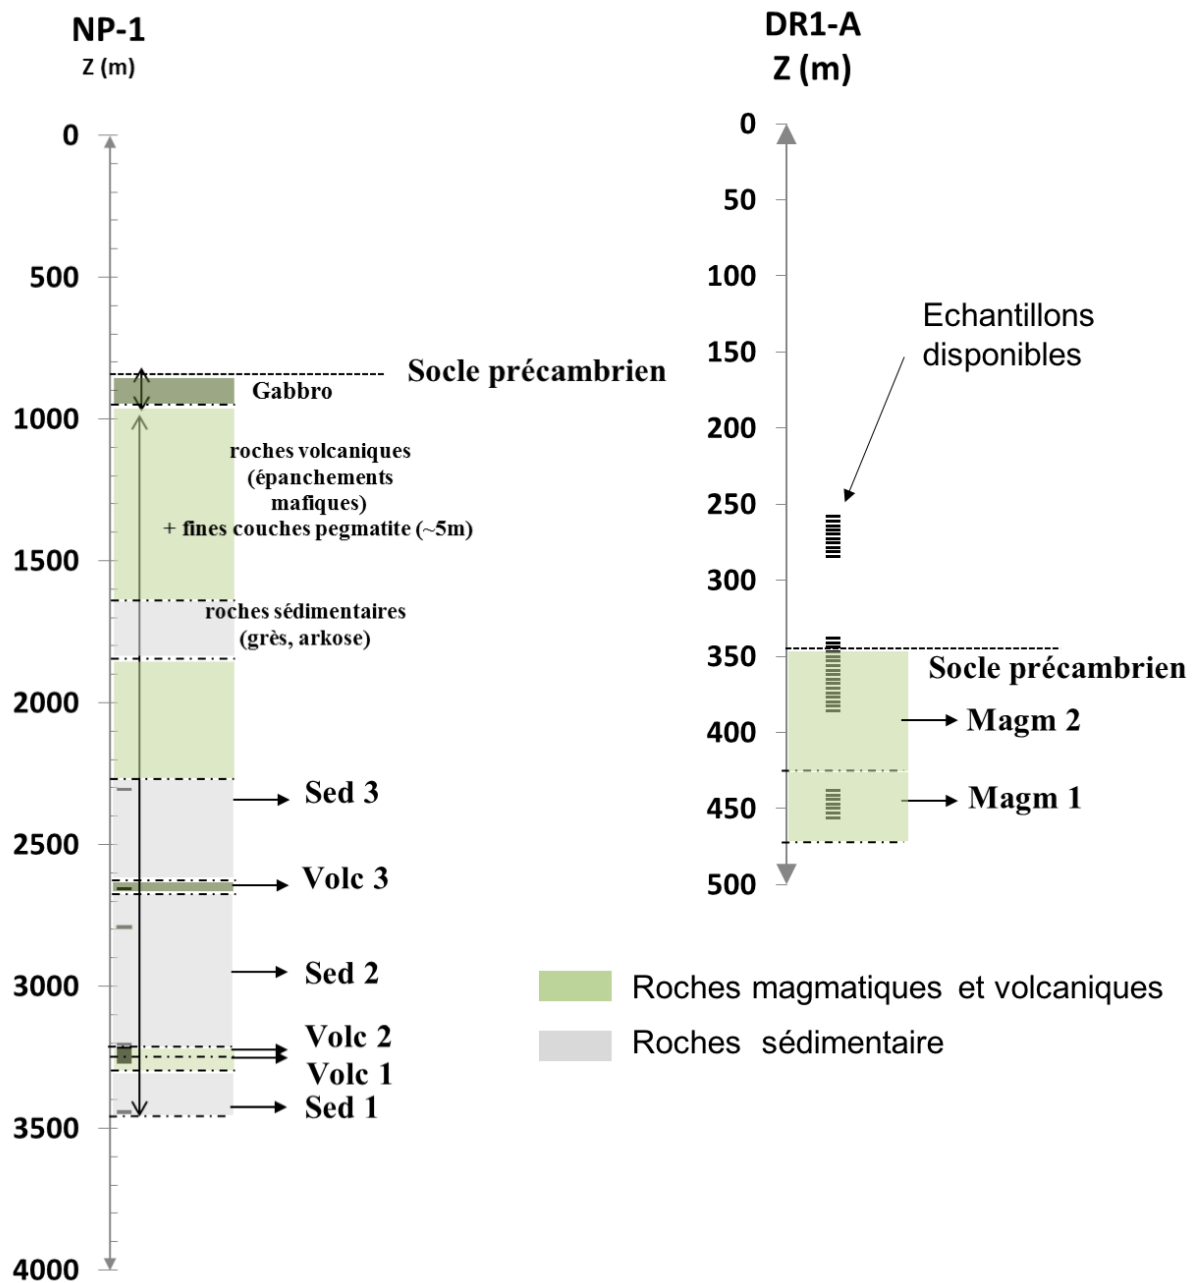 NP-1
Z (m)
0
500
1000
1500
2000
2500
3000
3500
4000
Socle précambrien
Gabbro
roches volcaniques
(épanchements
mafiques)
+ fines couches pegmatite (~5m)
roches sédimentaires
(grès, arkose)
Sed 3
Volc 3
Sed 2
Volc 2
Volc 1
Sed 1
DR1-A
Z (m)
0
50
100
150
200
250
300
350
400
450
500
Echantillons
disponibles
Socle précambrien
Magm 2
Magm 1
Roches magmatiques et volcaniques
Roches sédimentaire